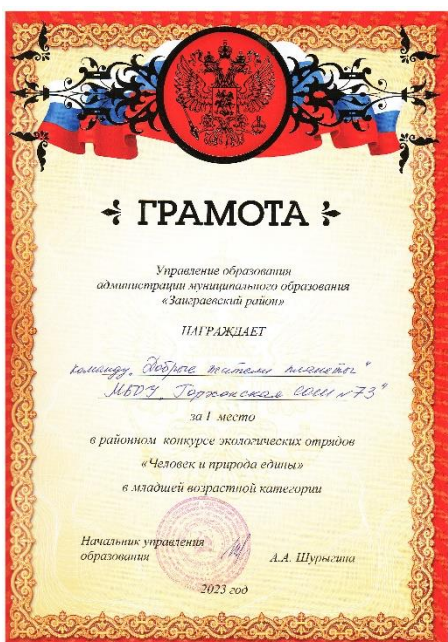 ГРАМОТА
Управление образования
администрации муниципального образования
«Заиграевский район»
НАГРАЖДАЕТ
команду „Добрые жители планеты"
МБОУ „Горхонская СОШ №73"
за I место
в районном конкурсе экологических отрядов
«Человек и природа едины»
в младшей возрастной категории
Начальник управления
образования А.А. Шурыгина
2023 год